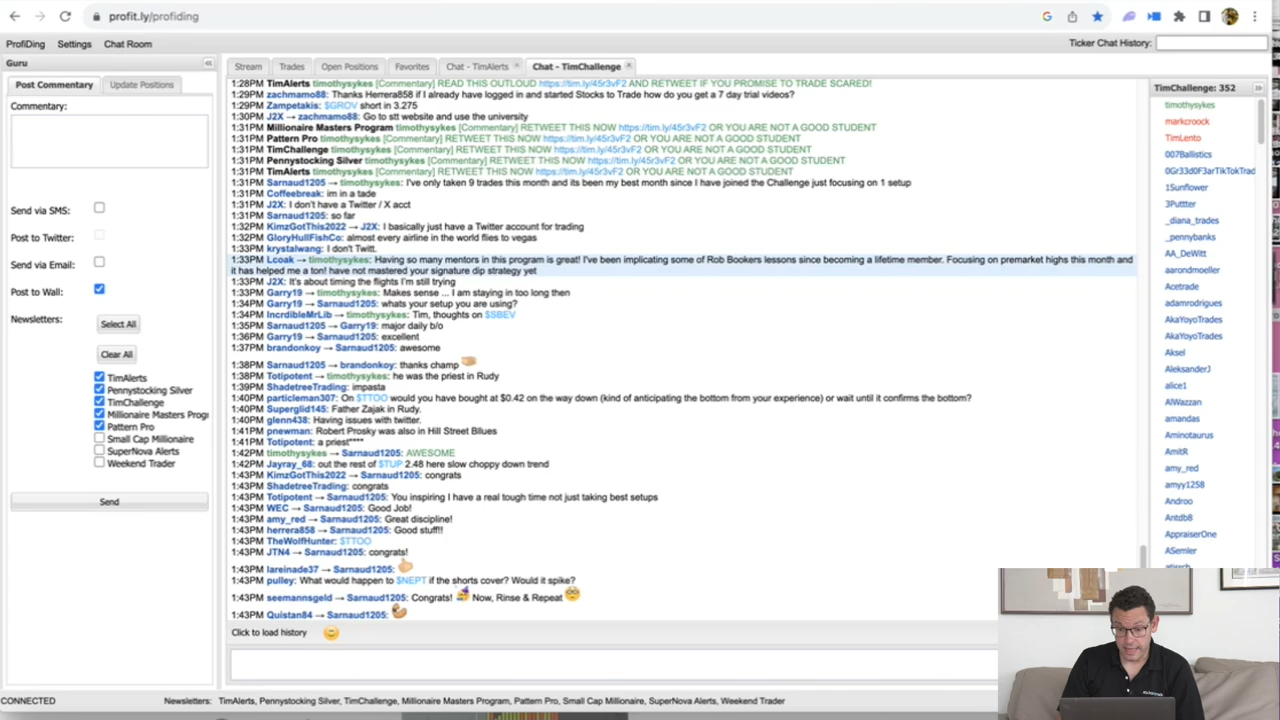 profit.ly/profiding
ProfiDing Settings Chat Room
Ticker Chat History:
Guru
Post Commentary Update Positions
Commentary:
Send via SMS:
Post to Twitter:
Send via Email:
Post to Wall:
Newsletters:
Select All
Clear All
TimAlerts
Pennystocking Silver
TimChallenge
Millionaire Masters Progr
Pattern Pro
Small Cap Millionaire
SuperNova Alerts
Weekend Trader
Send
Stream Trades Open Positions Favorites Chat - TimAlerts Chat - TimChallenge
1:28PM TimAlerts timothysykes [Commentary] READ THIS OUTLOUD https://tim.ly/45r3vF2 AND RETWEET IF YOU PROMISE TO TRADE SCARED!
1:29PM zachmamo88: Thanks Herrera858 if I already have logged in and started Stocks to Trade how do you get a 7 day trial videos?
1:29PM Zampetakis: $GROV short in 3.275
1:30PM J2X → zachmamo88: Go to stt website and use the university
1:31PM Millionaire Masters Program timothysykes [Commentary] RETWEET THIS NOW https://tim.ly/45r3vF2 OR YOU ARE NOT A GOOD STUDENT
1:31PM Pattern Pro timothysykes [Commentary] RETWEET THIS NOW https://tim.ly/45r3vF2 OR YOU ARE NOT A GOOD STUDENT
1:31PM TimChallenge timothysykes [Commentary] RETWEET THIS NOW https://tim.ly/45r3vF2 OR YOU ARE NOT A GOOD STUDENT
1:31PM Pennystocking Silver timothysykes [Commentary] RETWEET THIS NOW https://tim.ly/45r3vF2 OR YOU ARE NOT A GOOD STUDENT
1:31PM TimAlerts timothysykes [Commentary] RETWEET THIS NOW https://tim.ly/45r3vF2 OR YOU ARE NOT A GOOD STUDENT
1:31PM Sarnaud1205 → timothysykes: I've only taken 9 trades this month and its been my best month since I have joined the Challenge just focusing on 1 setup
1:31PM Coffeebreak: im in a tade
1:31PM J2X: I don't have a Twitter / X acct
1:31PM Sarnaud1205: so far
1:32PM KimzGotThis2022 → J2X: I basically just have a Twitter account for trading
1:32PM GloryHullFishCo: almost every airline in the world flies to vegas
1:33PM krystalwang: I don't Twitt.
1:33PM Lcoak → timothysykes: Having so many mentors in this program is great! I've been implicating some of Rob Bookers lessons since becoming a lifetime member. Focusing on premarket highs this month and
it has helped me a ton! have not mastered your signature dip strategy yet
1:33PM J2X: It's about timing the flights I'm still trying
1:33PM Garry19 → timothysykes: Makes sense ... I am staying in too long then
1:34PM Garry19 → Sarnaud1205: whats your setup you are using?
1:34PM IncrdibleMrLib → timothysykes: Tim, thoughts on $SBEV
1:35PM Sarnaud1205 → Garry19: major daily b/o
1:36PM Garry19 → Sarnaud1205: excellent
1:37PM brandonkoy → Sarnaud1205: awesome
1:38PM Sarnaud1205 → brandonkoy: thanks champ
1:38PM Totipotent → timothysykes: he was the priest in Rudy
1:39PM ShadetreeTrading: impasta
1:40PM particleman307: On $TTOO would you have bought at $0.42 on the way down (kind of anticipating the bottom from your experience) or wait until it confirms the bottom?
1:40PM Superglid145: Father Zajak in Rudy.
1:40PM glenn438: Having issues with twitter.
1:41PM pnewman: Robert Prosky was also in Hill Street Bllues
1:41PM Totipotent: a priest****
1:42PM timothysykes → Sarnaud1205: AWESOME
1:42PM Jayray_68: out the rest of $TUP 2.48 here slow choppy down trend
1:43PM KimzGotThis2022 → Sarnaud1205: congrats
1:43PM ShadetreeTrading: congrats
1:43PM Totipotent → Sarnaud1205: You inspiring I have a real tough time not just taking best setups
1:43PM WEC → Sarnaud1205: Good Job!
1:43PM amy_red → Sarnaud1205: Great discipline!
1:43PM herrera858 → Sarnaud1205: Good stuff!!
1:43PM TheWolfHunter: $TTOO
1:43PM JTN4 → Sarnaud1205: congrats!
1:43PM lareinade37 → Sarnaud1205:
1:43PM pulley: What would happen to $NEPT if the shorts cover? Would it spike?
1:43PM seemannsgeld → Sarnaud1205: Congrats! Now, Rinse & Repeat
1:43PM Quistan84 → Sarnaud1205:
Click to load history
TimChallenge: 352
timothysykes
markcroock
TimLento
007Ballistics
0Gr33d0F3arTikTokTrad
1Sunflower
3Puttter
_diana_trades
_pennybanks
AA_DeWitt
aarondmoeller
Acetrade
adamrodrigues
AkaYoyoTrades
AkaYoyoTrades
Aksel
AleksanderJ
alice1
AlWazzan
amandas
Aminotaurus
AmitR
amy_red
amyy1258
Androo
Antdb8
AppraiserOne
ASemler
CONNECTED
Newsletters: TimAlerts, Pennystocking Silver, TimChallenge, Millionaire Masters Program, Pattern Pro, Small Cap Millionaire, SuperNova Alerts, Weekend Trader